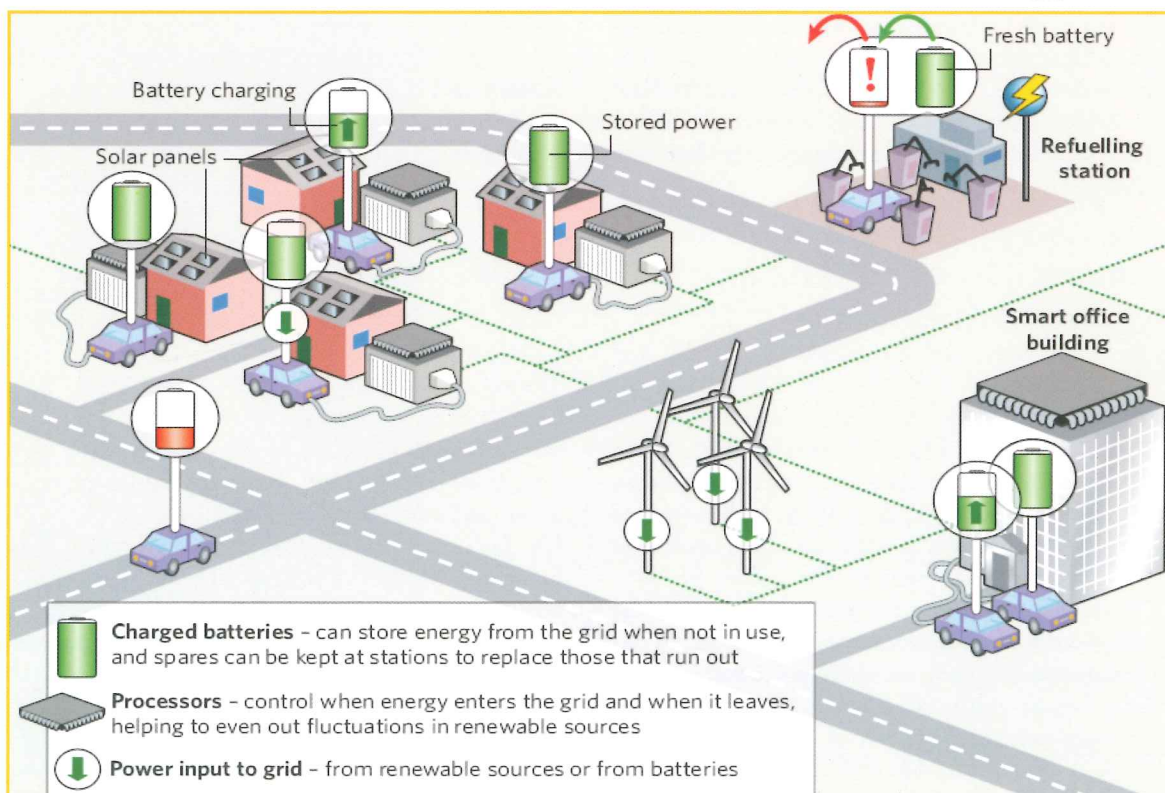 Fresh battery
Battery charging
Stored power
Solar panels
Refuelling
station
Smart office
building
Charged batteries – can store energy from the grid when not in use,
and spares can be kept at stations to replace those that run out
Processors – control when energy enters the grid and when it leaves,
helping to even out fluctuations in renewable sources
Power input to grid – from renewable sources or from batteries